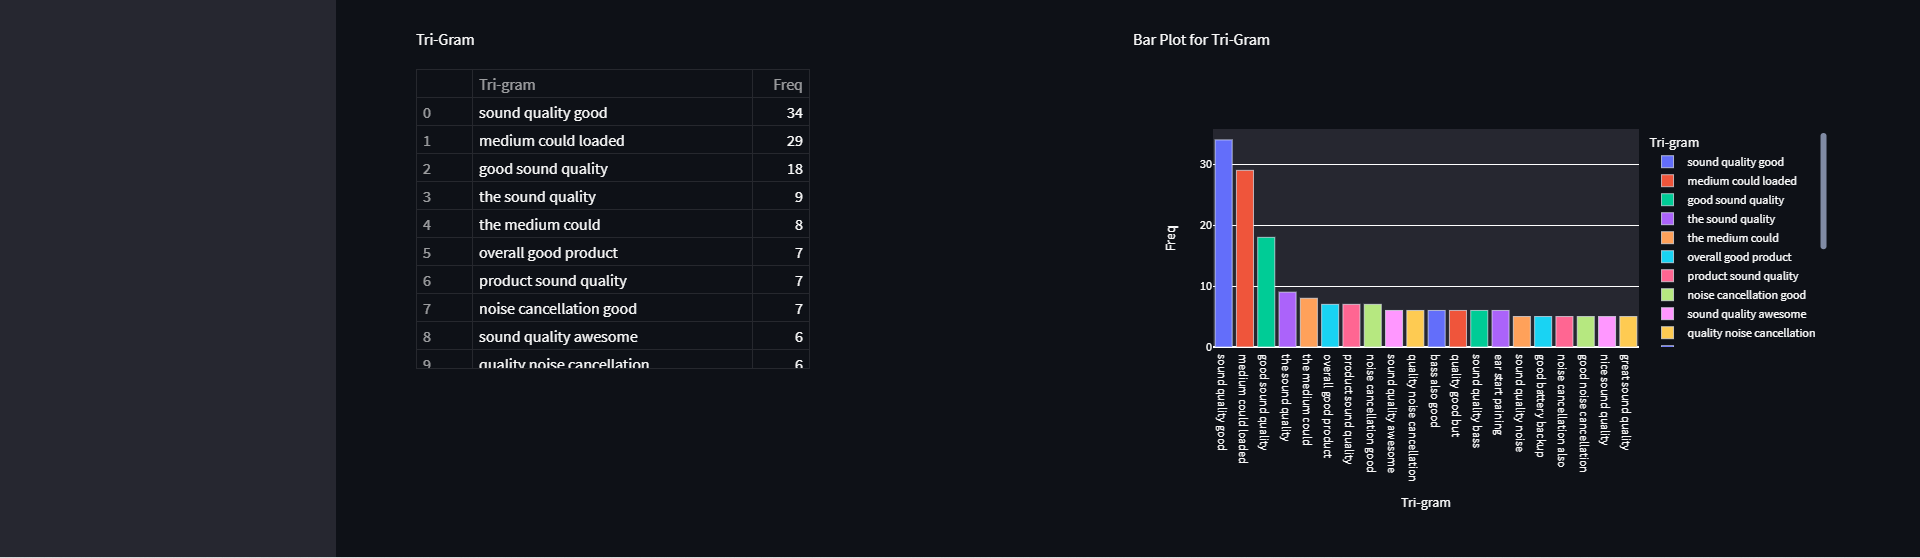 Tri-Gram
Tri-gram Freq
0 sound quality good 34
1 medium could loaded 29
2 good sound quality 18
3 the sound quality 9
4 the medium could 8
5 overall good product 7
6 product sound quality 7
7 noise cancellation good 7
8 sound quality awesome 6
9 quality noise cancellation 6
Bar Plot for Tri-Gram
Freq
30
20
10
0
sound quality good
medium could loaded
good sound quality
the sound quality
the medium could
overall good product
product sound quality
noise cancellation good
sound quality awesome
quality noise cancellation
bass also good
quality good but
sound quality bass
ear start paining
sound quality noise
good battery backup
noise cancellation also
good noise cancellation
nice sound quality
great sound quality
Tri-gram
Tri-gram
sound quality good
medium could loaded
good sound quality
the sound quality
the medium could
overall good product
product sound quality
noise cancellation good
sound quality awesome
quality noise cancellation